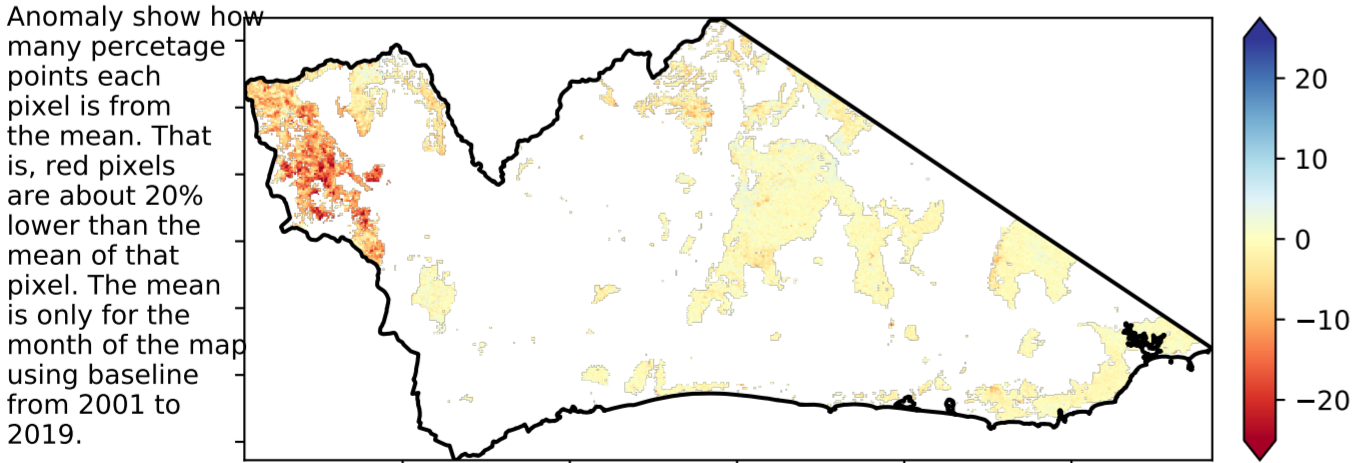 Anomaly show how
many percetage
points each
pixel is from
the mean. That
is, red pixels
are about 20%
lower than the
mean of that
pixel. The mean
is only for the
month of the map
using baseline
from 2001 to
2019.
20
10
0
−10
−20